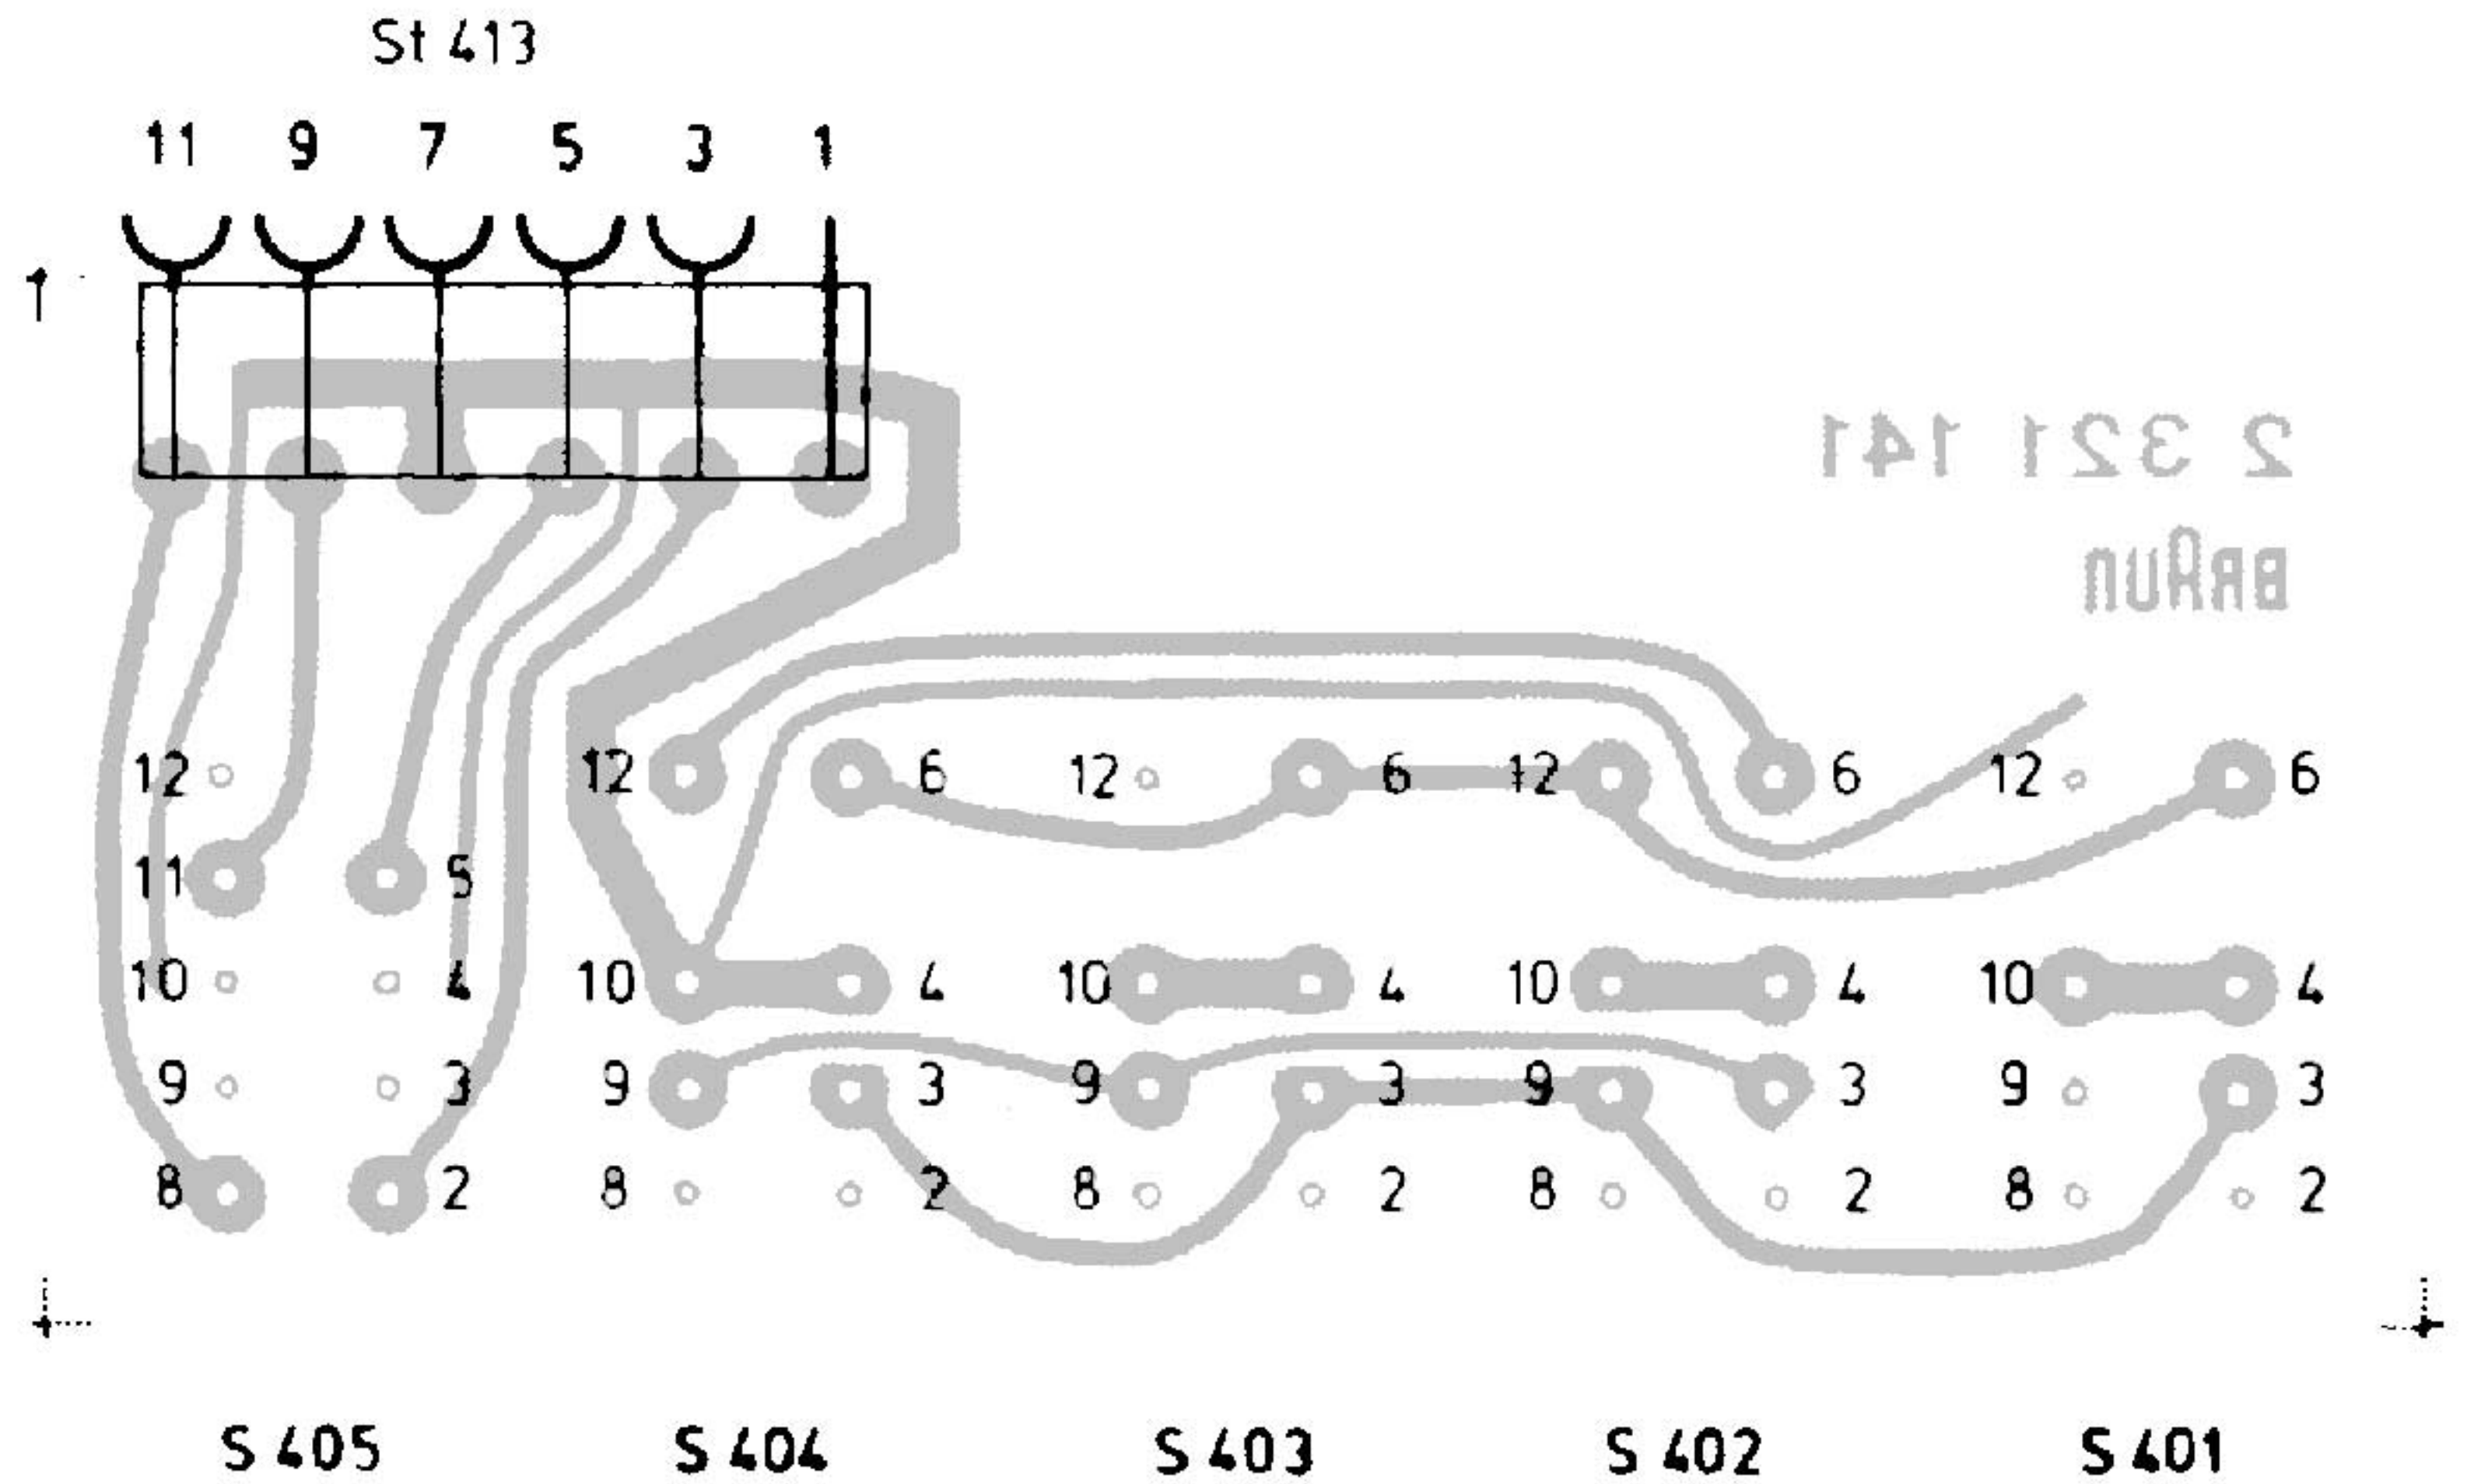 St 413
11 9 7 5 3 1
1
2 321 141
BRAUN
12 12 6 12 6 12 6 12 6
11 5
10 4 10 4 10 4 10 4 10 4
9 3 9 3 9 3 9 3 9 3
8 2 8 2 8 2 8 2 8 2
S 405 S 404 S 403 S 402 S 401